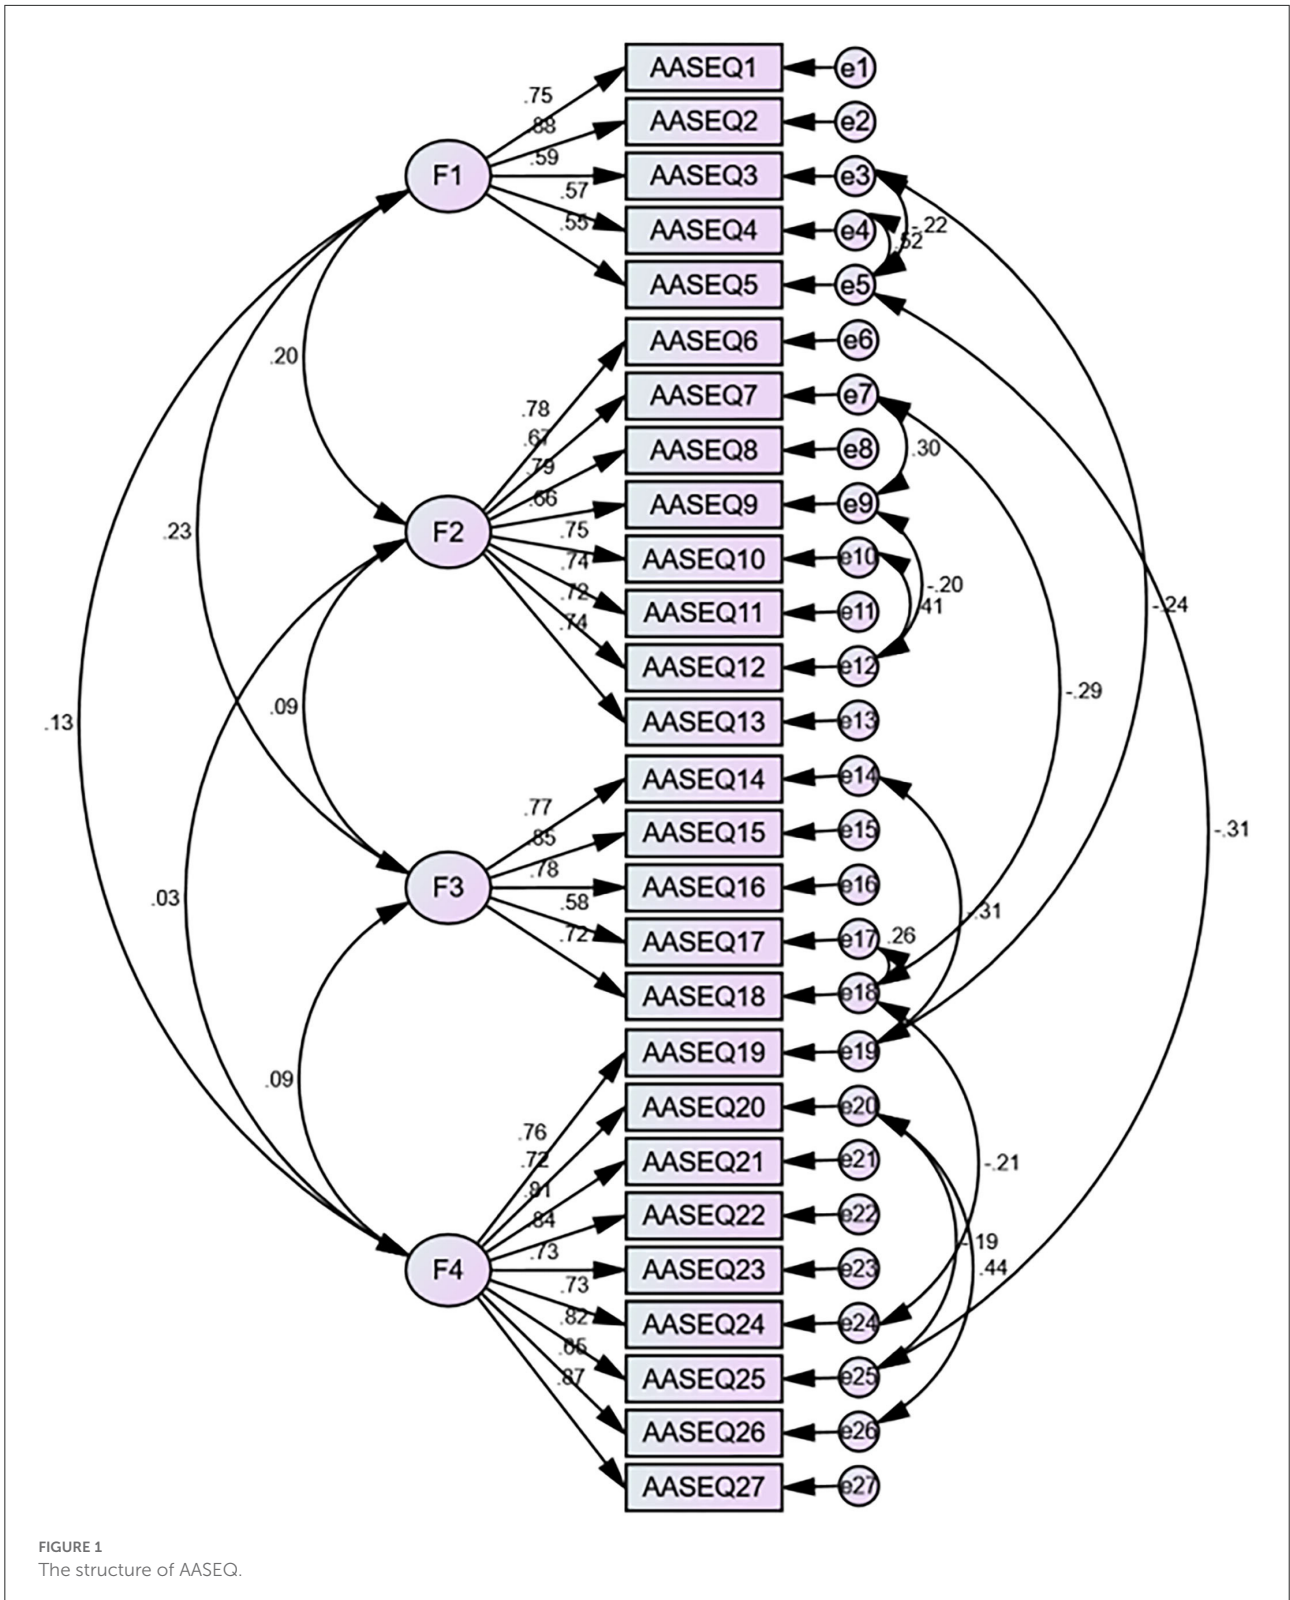 AASEQ1
e1
.75
AASEQ2
e2
.88
F1
.59
AASEQ3
e3
.57
-.22
.55
AASEQ4
e4
.52
AASEQ5
e5
.20
AASEQ6
e6
AASEQ7
e7
.78
.67
AASEQ8
e8
.30
.79
.66
AASEQ9
e9
.23
F2
.75
AASEQ10
e10
.74
-.20
.72
AASEQ11
e11
41
-.24
.74
AASEQ12
e12
-.29
.13
.09
AASEQ13
e13
AASEQ14
e14
.77
.85
AASEQ15
e15
-.31
.78
F3
AASEQ16
e16
.03
.58
.31
.72
AASEQ17
e17
.26
AASEQ18
e18
AASEQ19
e19
.09
AASEQ20
e20
.76
.72
AASEQ21
e21
-.21
.81
.84
AASEQ22
e22
.73
19
F4
AASEQ23
e23
.44
.73
.82
AASEQ24
e24
.65
.87
AASEQ25
e25
AASEQ26
e26
AASEQ27
e27
FIGURE 1
The structure of AASEQ.